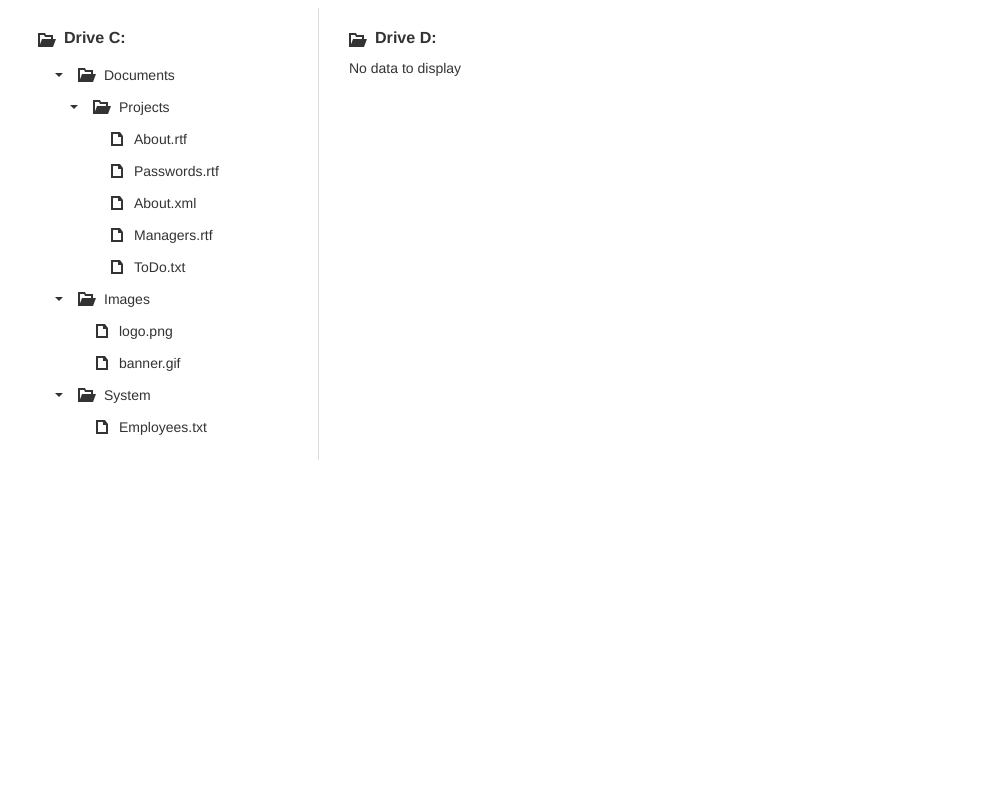 Drive C:
Documents
Projects
About.rtf
Passwords.rtf
About.xml
Managers.rtf
ToDo.txt
Images
logo.png
banner.gif
System
Employees.txt
Drive D:
No data to display